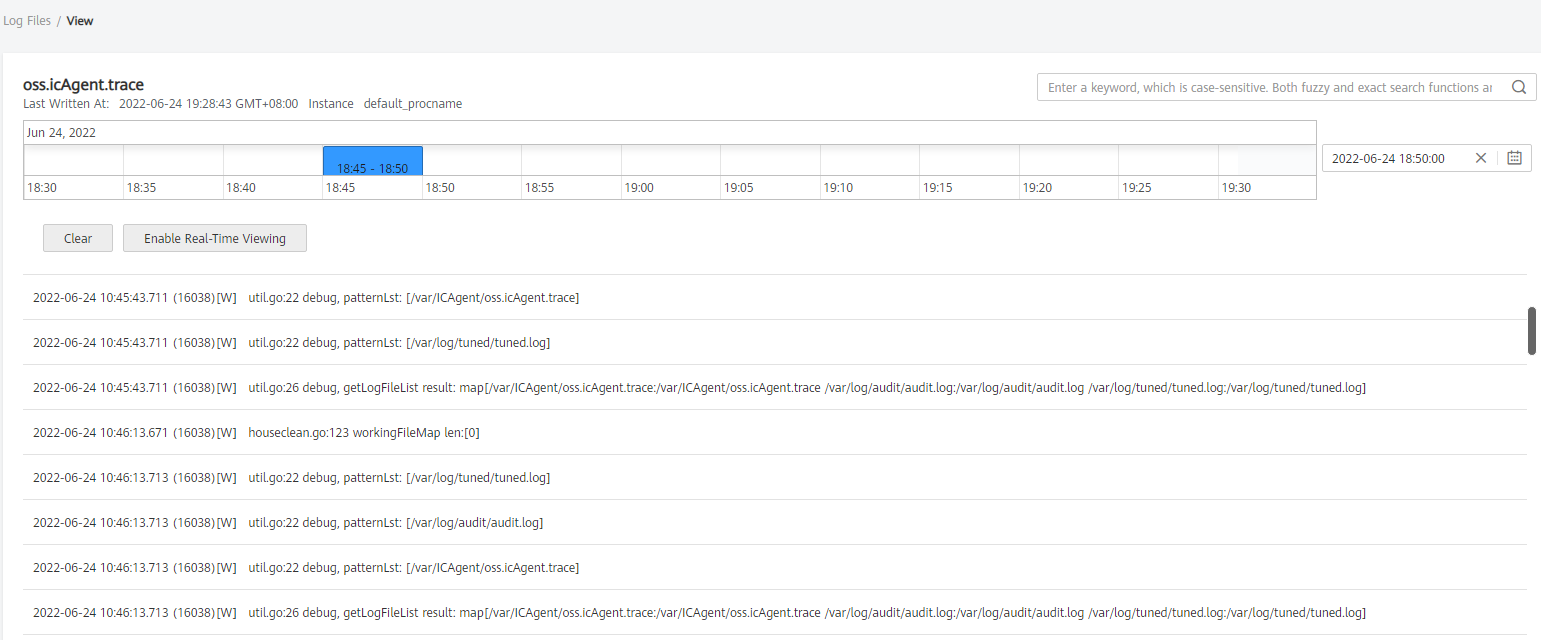 Log Files / View
oss.icAgent.trace
Last Written At: 2022-06-24 19:28:43 GMT+08:00 Instance default_procname
Enter a keyword, which is case-sensitive. Both fuzzy and exact search functions ar
Jun 24, 2022
18:45 - 18:50
2022-06-24 18:50:00
18:30 18:35 18:40 18:45 18:50 18:55 19:00 19:05 19:10 19:15 19:20 19:25 19:30
Clear Enable Real-Time Viewing
2022-06-24 10:45:43.711 (16038)[W] util.go:22 debug, patternLst: [/var/ICAgent/oss.icAgent.trace]
2022-06-24 10:45:43.711 (16038)[W] util.go:22 debug, patternLst: [/var/log/tuned/tuned.log]
2022-06-24 10:45:43.711 (16038)[W] util.go:26 debug, getLogFileList result: map[/var/ICAgent/oss.icAgent.trace:/var/ICAgent/oss.icAgent.trace /var/log/audit/audit.log:/var/log/audit/audit.log /var/log/tuned/tuned.log:/var/log/tuned/tuned.log]
2022-06-24 10:46:13.671 (16038)[W] houseclean.go:123 workingFileMap len:[0]
2022-06-24 10:46:13.713 (16038)[W] util.go:22 debug, patternLst: [/var/log/tuned/tuned.log]
2022-06-24 10:46:13.713 (16038)[W] util.go:22 debug, patternLst: [/var/log/audit/audit.log]
2022-06-24 10:46:13.713 (16038)[W] util.go:22 debug, patternLst: [/var/ICAgent/oss.icAgent.trace]
2022-06-24 10:46:13.713 (16038)[W] util.go:26 debug, getLogFileList result: map[/var/ICAgent/oss.icAgent.trace:/var/ICAgent/oss.icAgent.trace /var/log/audit/audit.log:/var/log/audit/audit.log /var/log/tuned/tuned.log:/var/log/tuned/tuned.log]